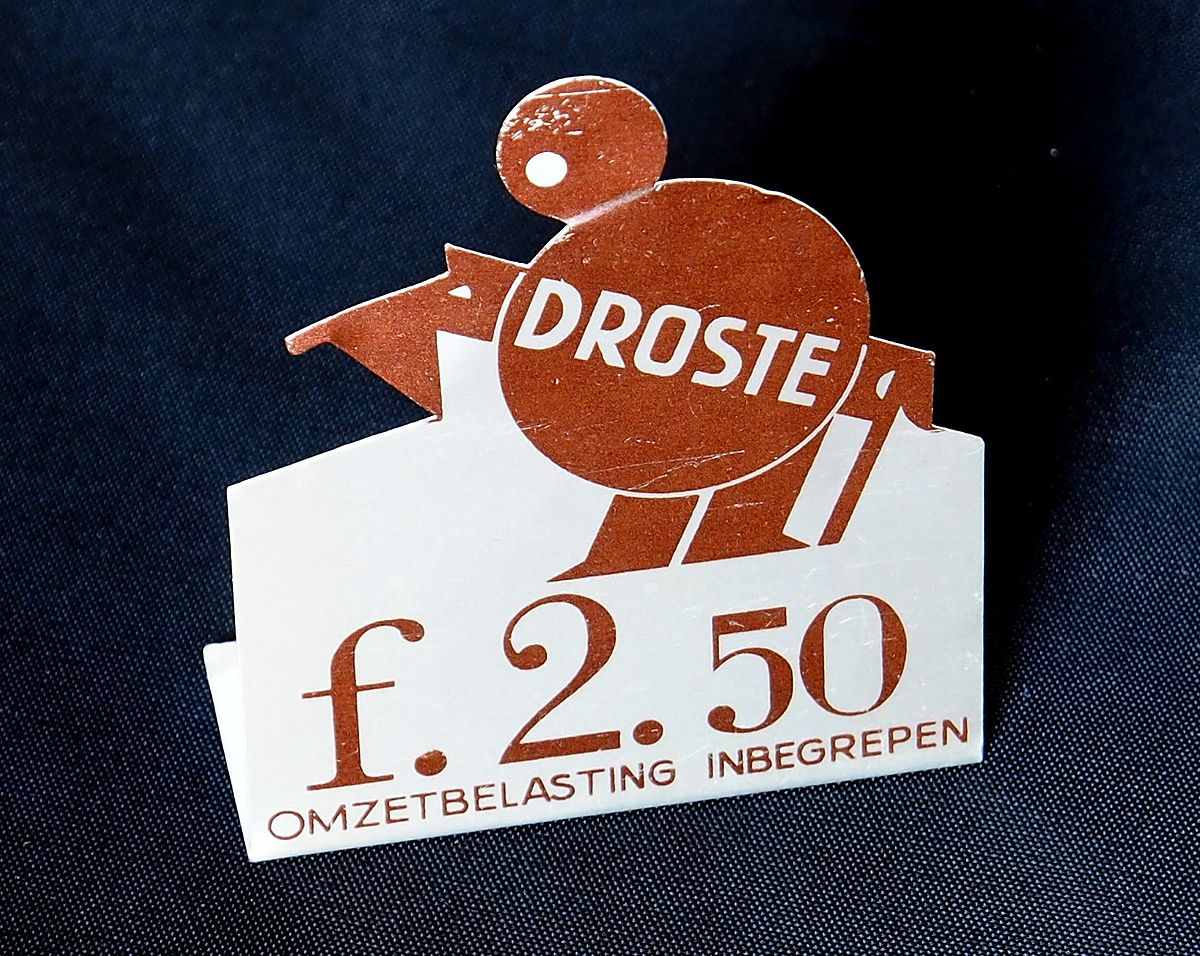 DROSTE
f. 2. 50
OMZETBELASTING INBEGREPEN